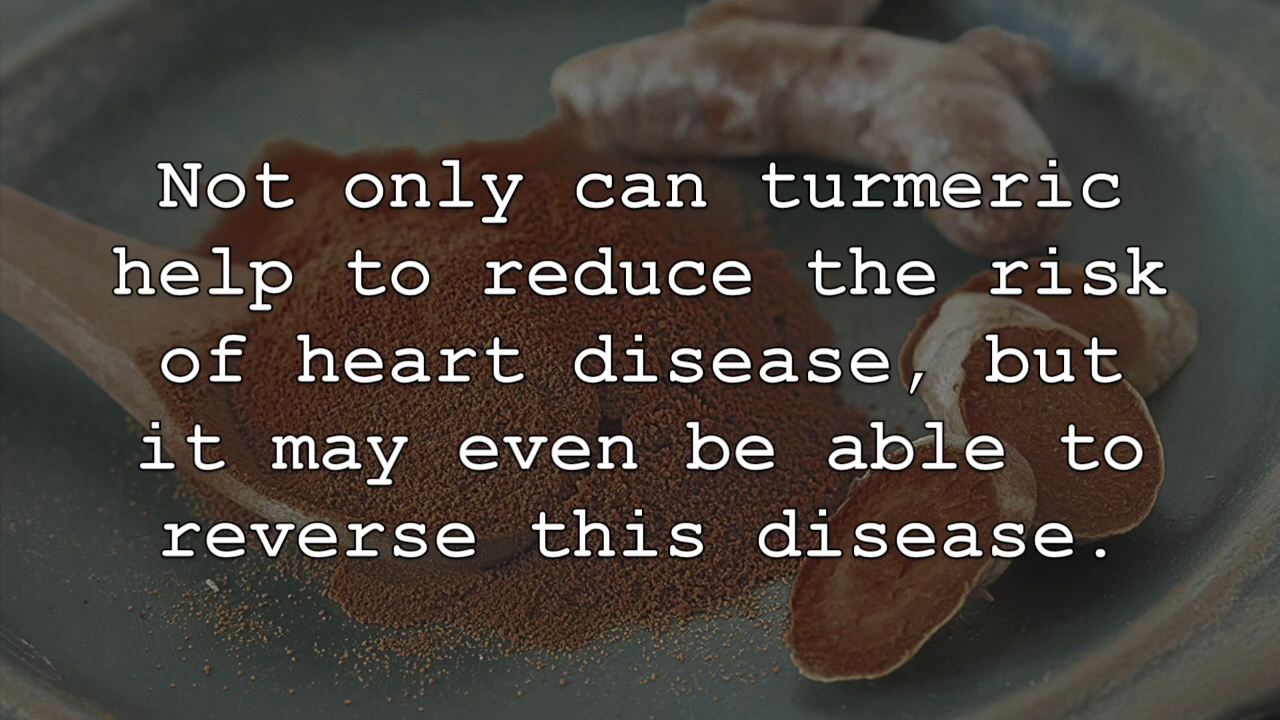 Not only can turmeric
help to reduce the risk
of heart disease, but
it may even be able to
reverse this disease.